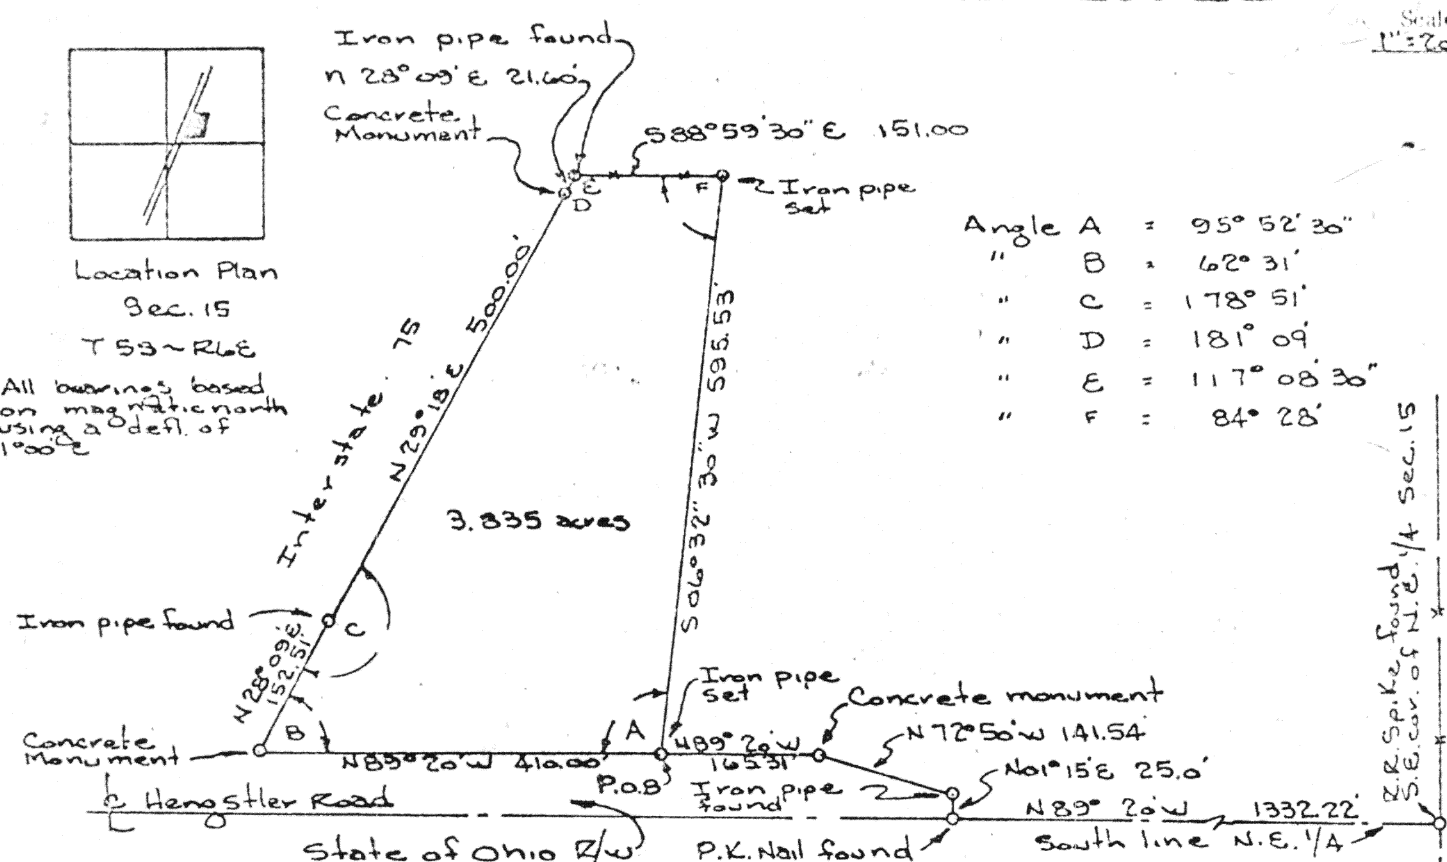 Scale
1"=20
Iron pipe found
N 28° 09' E 21.60'
Concrete
Monument
S 88° 59' 30" E 151.00
E
D
F
Iron pipe
set
Location Plan
Sec. 15
T 5S ~ R6E
All bearings based
on magnetic north
using a defl. of
1°00' E
Angle A = 95° 52' 30"
" B = 62° 31'
" C = 178° 51'
" D = 181° 09'
" E = 117° 08' 30"
" F = 84° 28'
Interstate 75
N 29° 18' E 500.00'
S 06° 32" 30" W 595.53'
3.835 acres
Iron pipe found
C
N 28° 09' E
152.51'
B
A
Concrete
Monument
N 89° 20' W 410.00'
P.O.B
Iron pipe
set
N 89° 20' W
165.31'
Concrete monument
N 72° 50' W 141.54'
N 01° 15' E 25.0'
Iron pipe
found
N 89° 20' W 1332.22'
South line N.E. 1/4
R.R. Spike found
S.E. cor. of N.E. 1/4 Sec. 15
Hengstler Road
State of Ohio R/W
P.K. Nail found